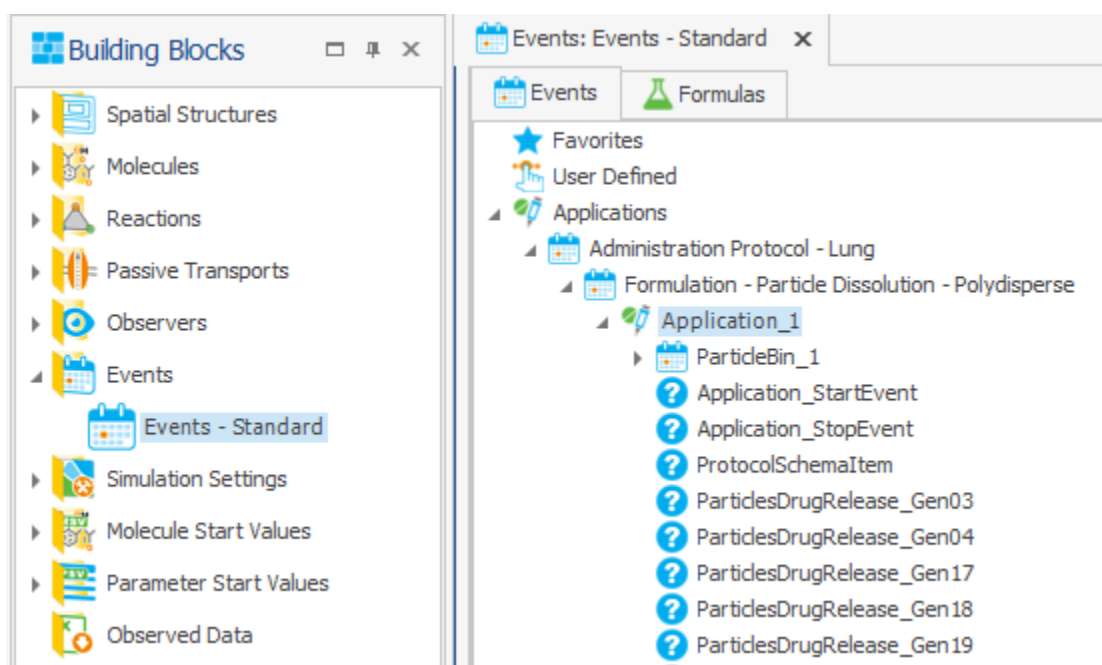 Building Blocks
Spatial Structures
Molecules
Reactions
Passive Transports
Observers
Events
Events - Standard
Simulation Settings
Molecule Start Values
Parameter Start Values
Observed Data
Events: Events - Standard
Events
Formulas
Favorites
User Defined
Applications
Administration Protocol - Lung
Formulation - Particle Dissolution - Polydisperse
Application_1
ParticleBin_1
Application_StartEvent
Application_StopEvent
ProtocolSchemaItem
ParticlesDrugRelease_Gen03
ParticlesDrugRelease_Gen04
ParticlesDrugRelease_Gen17
ParticlesDrugRelease_Gen18
ParticlesDrugRelease_Gen19